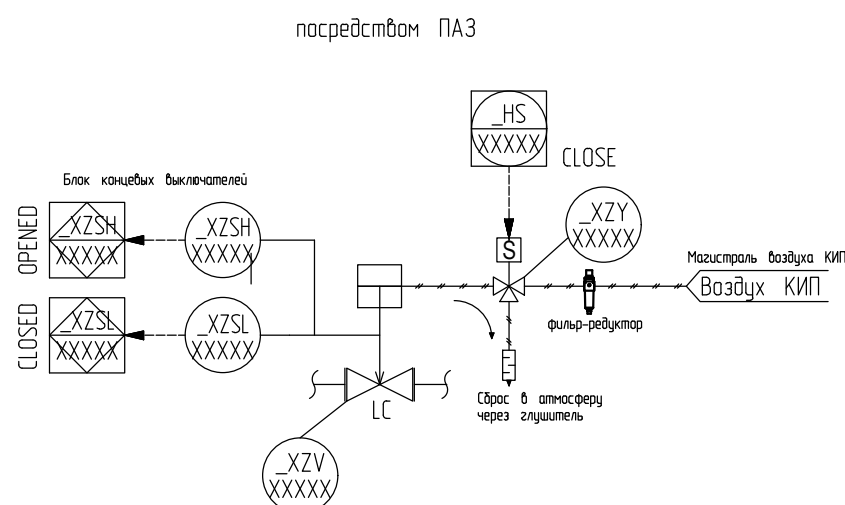 посредством ПАЗ
_HS
XXXXX
CLOSE
Блок концевых выключателей
OPENED
_XZSH
XXXXX
_XZSH
XXXXX
_XZY
XXXXX
S
Магистраль воздуха КИП
Воздух КИП
фильр-редуктор
CLOSED
_XZSL
XXXXX
_XZSL
XXXXX
LC
Сброс в атмосферу
через глушитель
_XZV
XXXXX